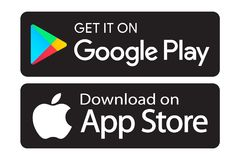 GET IT ON
Google Play
Download on
App Store